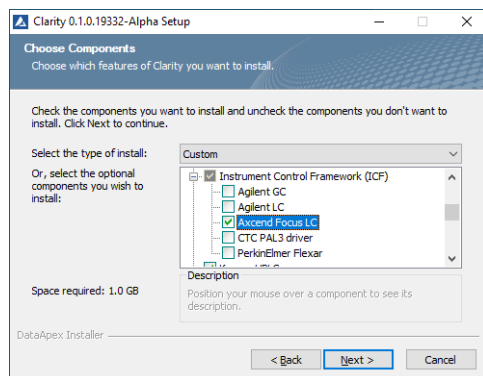 Clarity 0.1.0.19332-Alpha Setup
Choose Components
Choose which features of Clarity you want to install.
Check the components you want to install and uncheck the components you don't want to
install. Click Next to continue.
Select the type of install:
Custom
Or, select the optional
components you wish to
install:
Instrument Control Framework (ICF)
Agilent GC
Agilent LC
Axcend Focus LC
CTC PAL3 driver
PerkinElmer Flexar
Space required: 1.0 GB
Description
Position your mouse over a component to see its
description.
DataApex Installer
< Back
Next >
Cancel